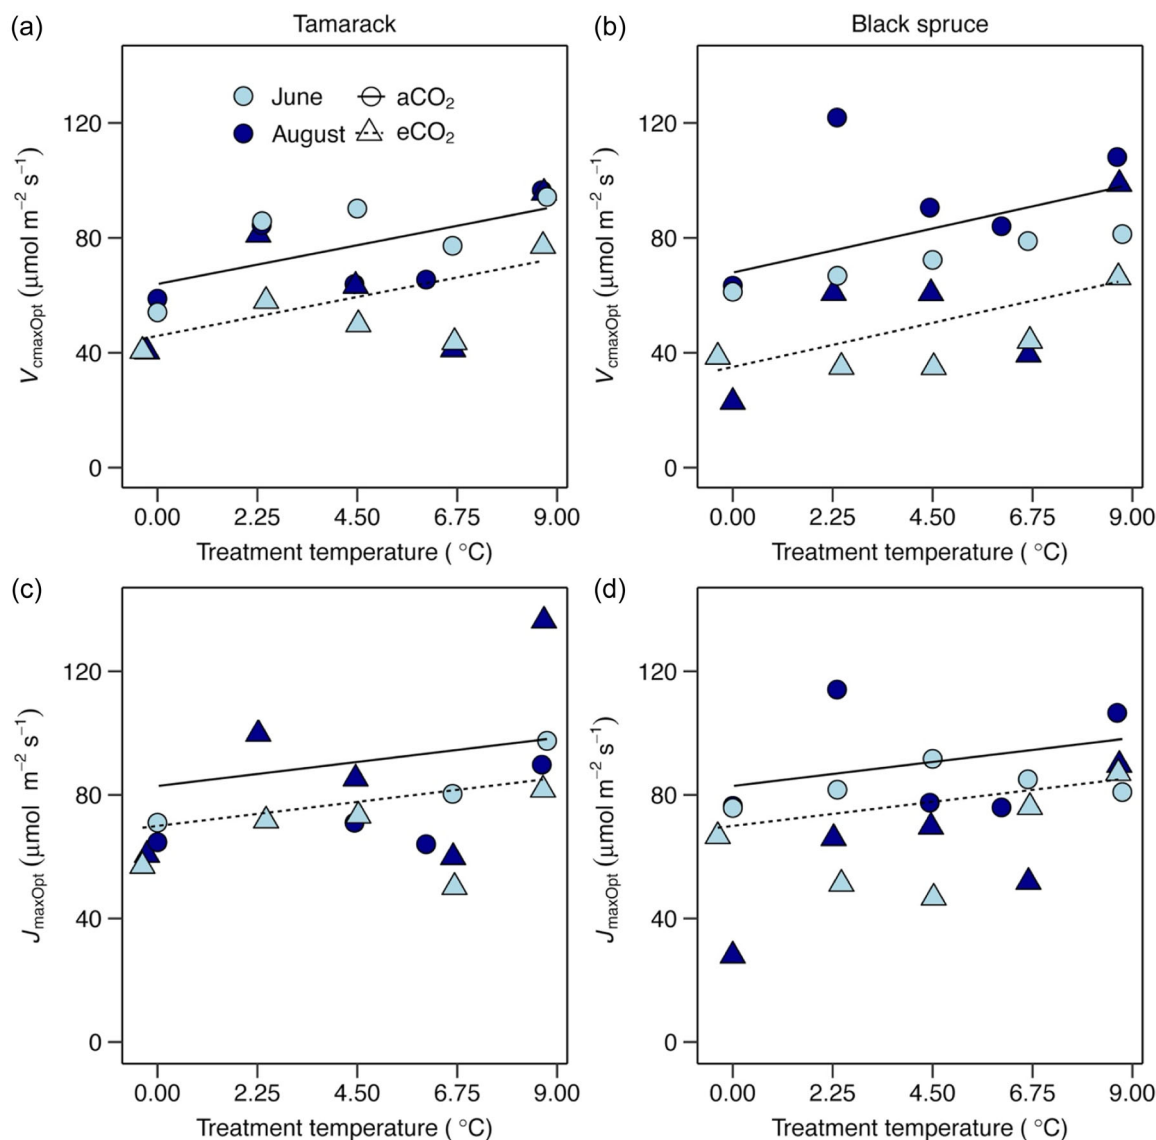 (a) Tamarack
(b) Black spruce
June aCO₂
August eCO₂
V_cmaxOpt (μmol m⁻² s⁻¹)
120
80
40
0
0.00 2.25 4.50 6.75 9.00
Treatment temperature ( °C)
V_cmaxOpt (μmol m⁻² s⁻¹)
120
80
40
0
0.00 2.25 4.50 6.75 9.00
Treatment temperature ( °C)
(c)
J_maxOpt (μmol m⁻² s⁻¹)
120
80
40
0
0.00 2.25 4.50 6.75 9.00
Treatment temperature ( °C)
(d)
J_maxOpt (μmol m⁻² s⁻¹)
120
80
40
0
0.00 2.25 4.50 6.75 9.00
Treatment temperature ( °C)